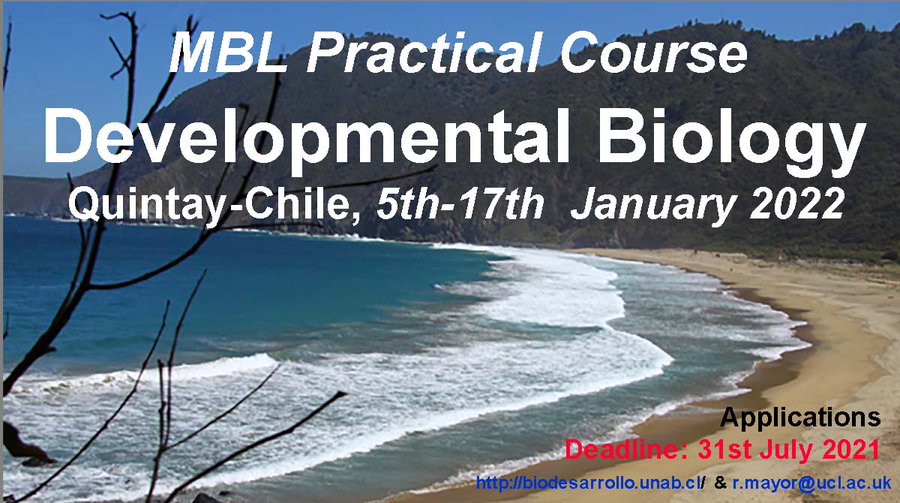 MBL Practical Course
Developmental Biology
Quintay-Chile, 5th-17th January 2022
Applications
Deadline: 31st July 2021
http://biodesarrollo.unab.cl/ & r.mayor@ucl.ac.uk